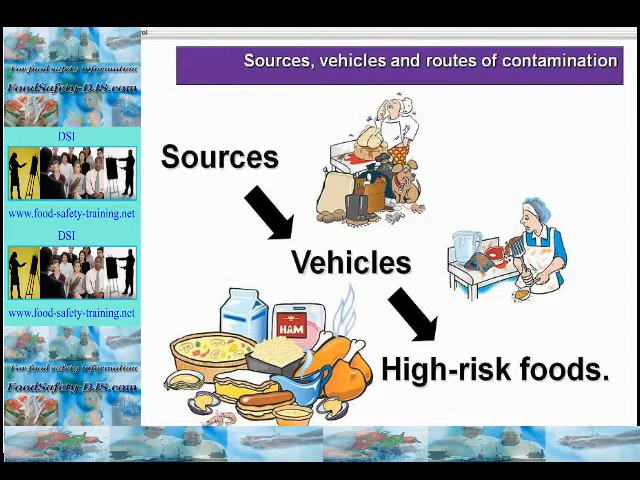 rol
Sources, vehicles and routes of contamination
For food safety information
FoodSafety-DJS.com
DSI
www.food-safety-training.net
DSI
www.food-safety-training.net
For food safety information
FoodSafety-DJS.com
Sources
Vehicles
HAM
High-risk foods.